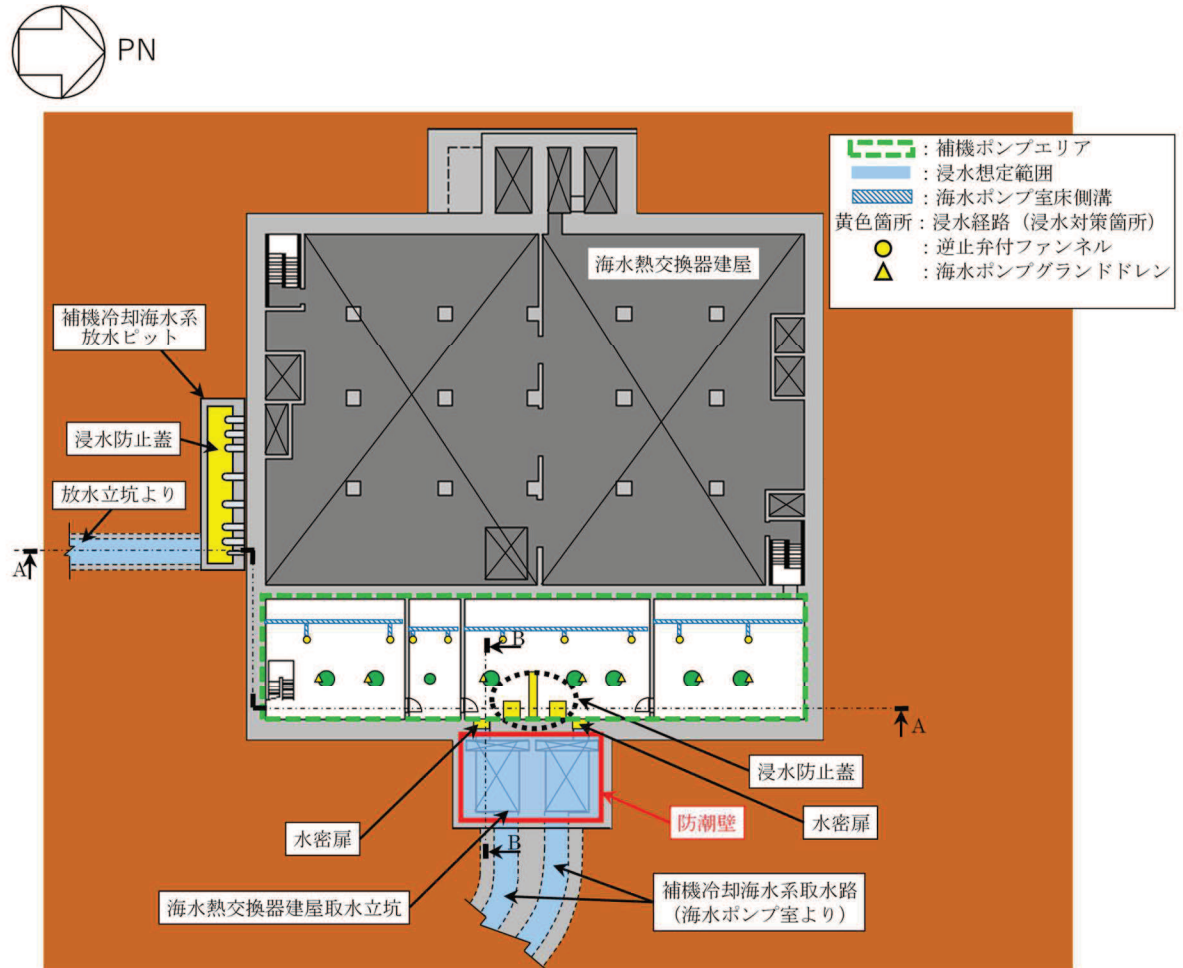 PN
：補機ポンプエリア
：浸水想定範囲
：海水ポンプ室床側溝
黄色箇所：浸水経路（浸水対策箇所）
：逆止弁付ファンネル
：海水ポンプグランドドレン
海水熱交換器建屋
補機冷却海水系
放水ピット
浸水防止蓋
放水立坑より
A
B
A
浸水防止蓋
防潮壁
水密扉
水密扉
B
海水熱交換器建屋取水立坑
補機冷却海水系取水路
（海水ポンプ室より）